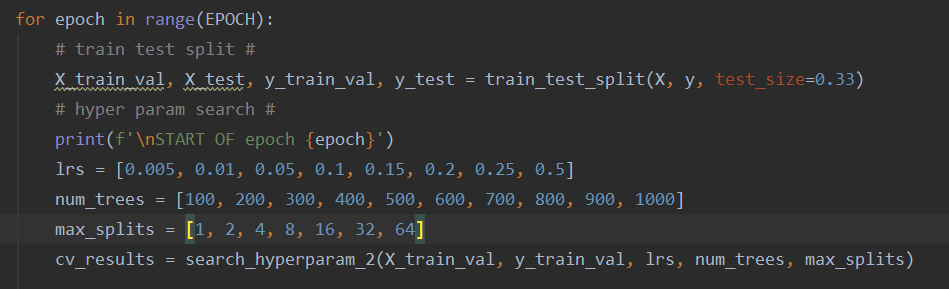 for epoch in range(EPOCH):
    # train test split #
    X_train_val, X_test, y_train_val, y_test = train_test_split(X, y, test_size=0.33)
    # hyper param search #
    print(f'\nSTART OF epoch {epoch}')
    lrs = [0.005, 0.01, 0.05, 0.1, 0.15, 0.2, 0.25, 0.5]
    num_trees = [100, 200, 300, 400, 500, 600, 700, 800, 900, 1000]
    max_splits = [1, 2, 4, 8, 16, 32, 64]
    cv_results = search_hyperparam_2(X_train_val, y_train_val, lrs, num_trees, max_splits)